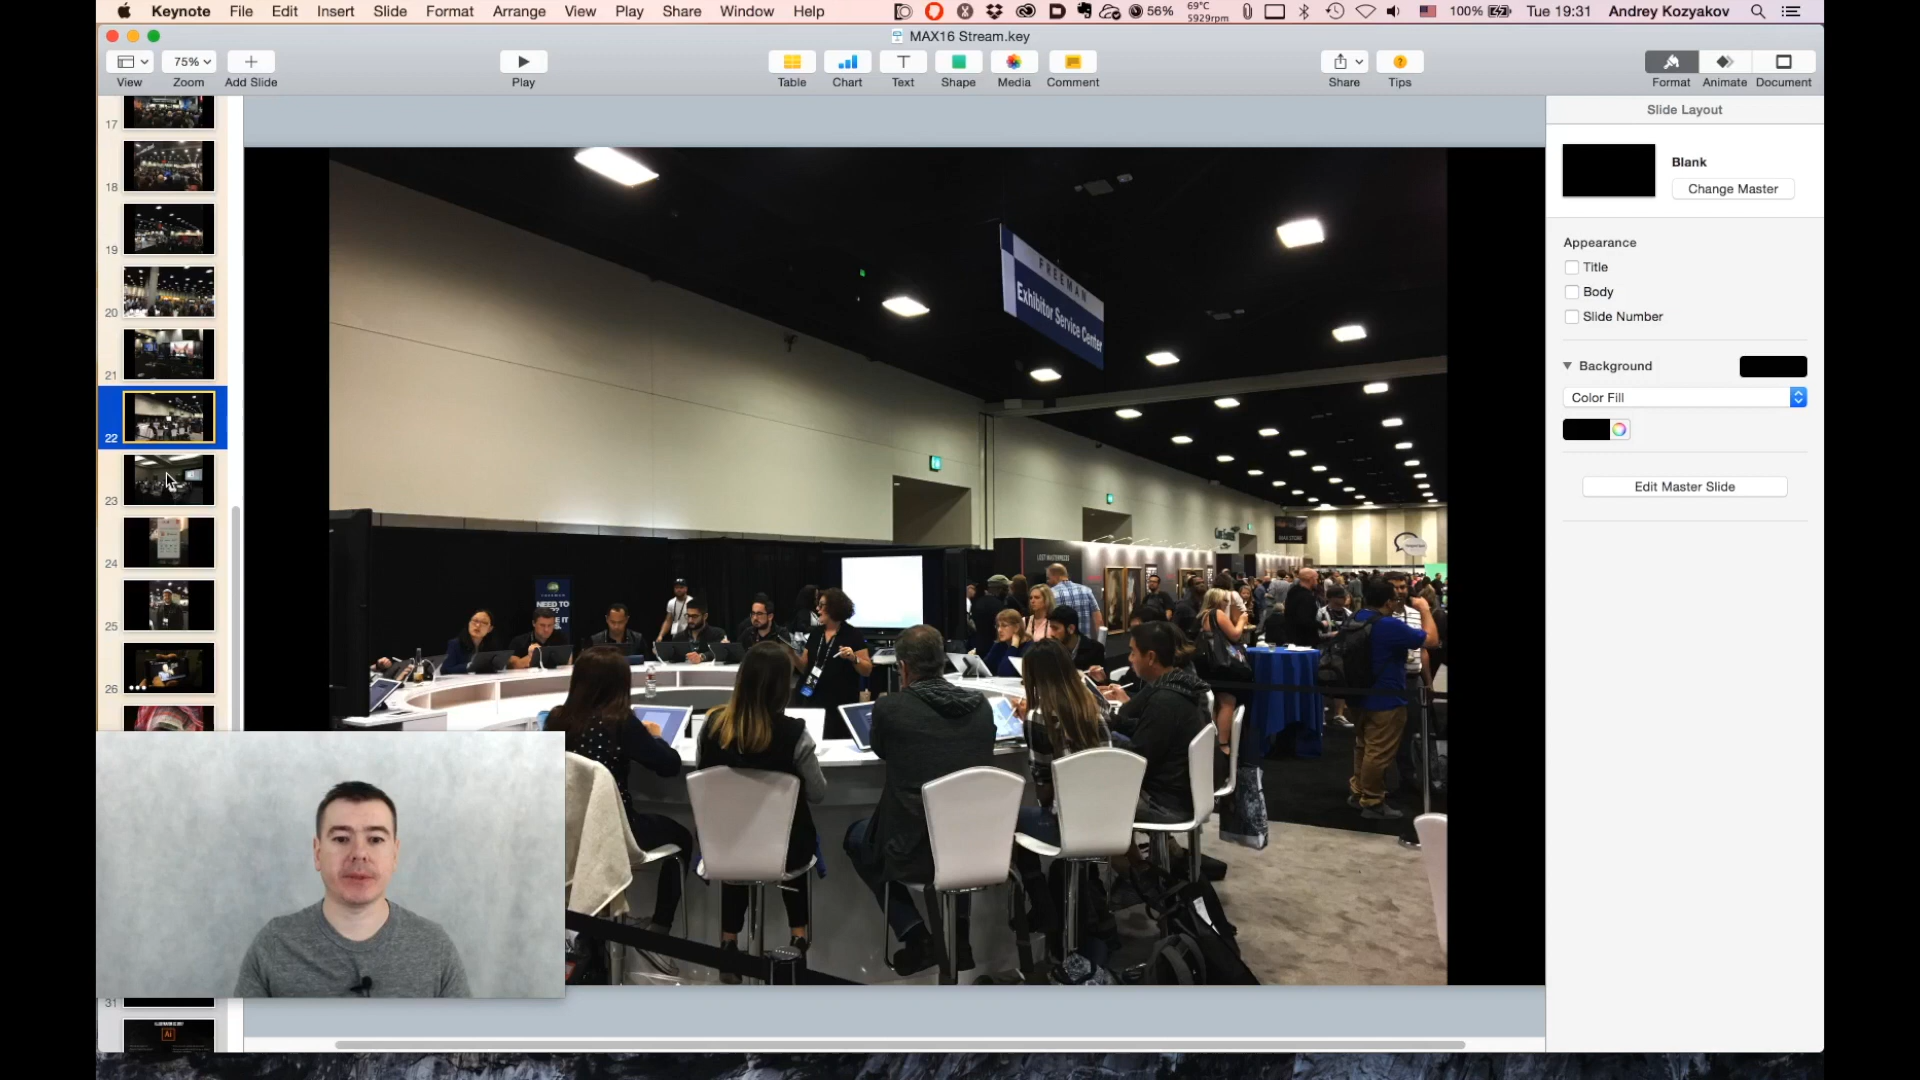 Keynote File Edit Insert Slide Format Arrange View Play Share Window Help 56% 69°C 5929rpm 100% Tue 19:31 Andrey Kozyakov
MAX16 Stream.key
75%
View Zoom Add Slide Play Table Chart Text Shape Media Comment Share Tips Format Animate Document
17
18
19
20
21
22
23
24
25
26
31
FREEMAN
Exhibitor Service Center
NEED TO
Slide Layout
Blank
Change Master
Appearance
Title
Body
Slide Number
Background
Color Fill
Edit Master Slide
Ai